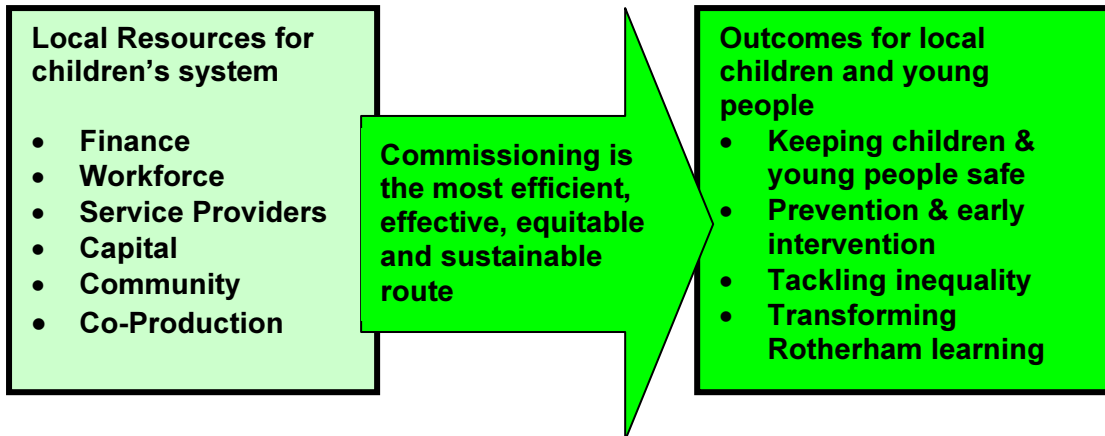 Local Resources for
children’s system
• Finance
• Workforce
• Service Providers
• Capital
• Community
• Co-Production
Commissioning is
the most efficient,
effective, equitable
and sustainable
route
Outcomes for local
children and young
people
• Keeping children &
young people safe
• Prevention & early
intervention
• Tackling inequality
• Transforming
Rotherham learning